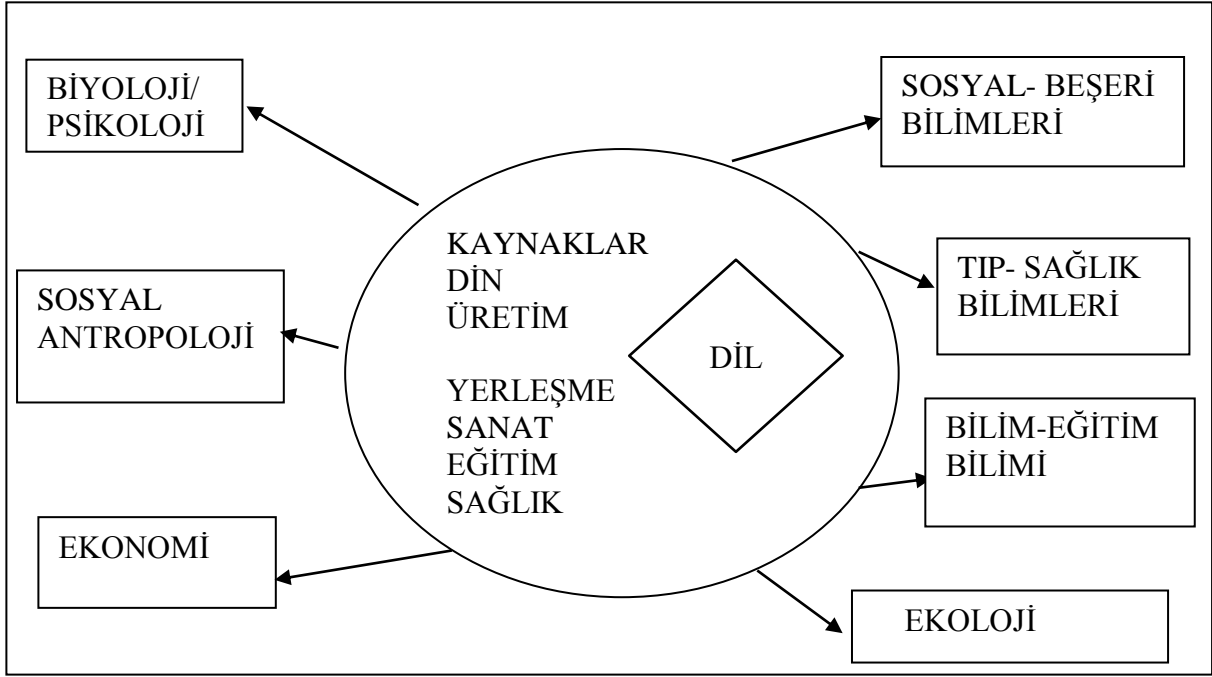 BİYOLOJİ/
PSİKOLOJİ
SOSYAL
ANTROPOLOJİ
EKONOMİ
KAYNAKLAR
DİN
ÜRETİM
YERLEŞME
SANAT
EĞİTİM
SAĞLIK
DİL
SOSYAL- BEŞERİ
BİLİMLERİ
TIP- SAĞLIK
BİLİMLERİ
BİLİM-EĞİTİM
BİLİMİ
EKOLOJİ